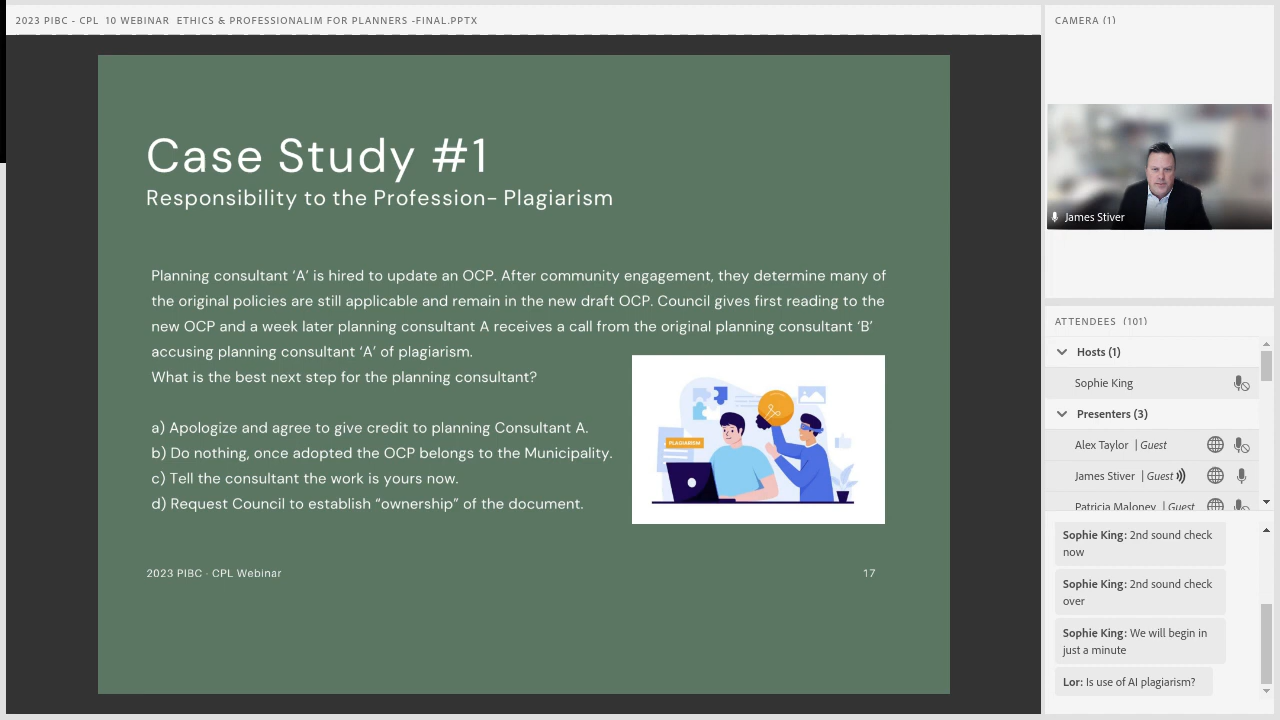 2023 PIBC - CPL 10 WEBINAR ETHICS & PROFESSIONALIM FOR PLANNERS -FINAL.PPTX
Case Study #1
Responsibility to the Profession- Plagiarism
Planning consultant ‘A’ is hired to update an OCP. After community engagement, they determine many of
the original policies are still applicable and remain in the new draft OCP. Council gives first reading to the
new OCP and a week later planning consultant A receives a call from the original planning consultant ‘B’
accusing planning consultant ‘A’ of plagiarism.
What is the best next step for the planning consultant?
a) Apologize and agree to give credit to planning Consultant A.
b) Do nothing, once adopted the OCP belongs to the Municipality.
c) Tell the consultant the work is yours now.
d) Request Council to establish “ownership” of the document.
PLAGIARISM
2023 PIBC · CPL Webinar
17
CAMERA (1)
James Stiver
ATTENDEES (101)
Hosts (1)
Sophie King
Presenters (3)
Alex Taylor | Guest
James Stiver | Guest
Patricia Maloney | Guest
Sophie King: 2nd sound check
now
Sophie King: 2nd sound check
over
Sophie King: We will begin in
just a minute
Lor: Is use of AI plagiarism?